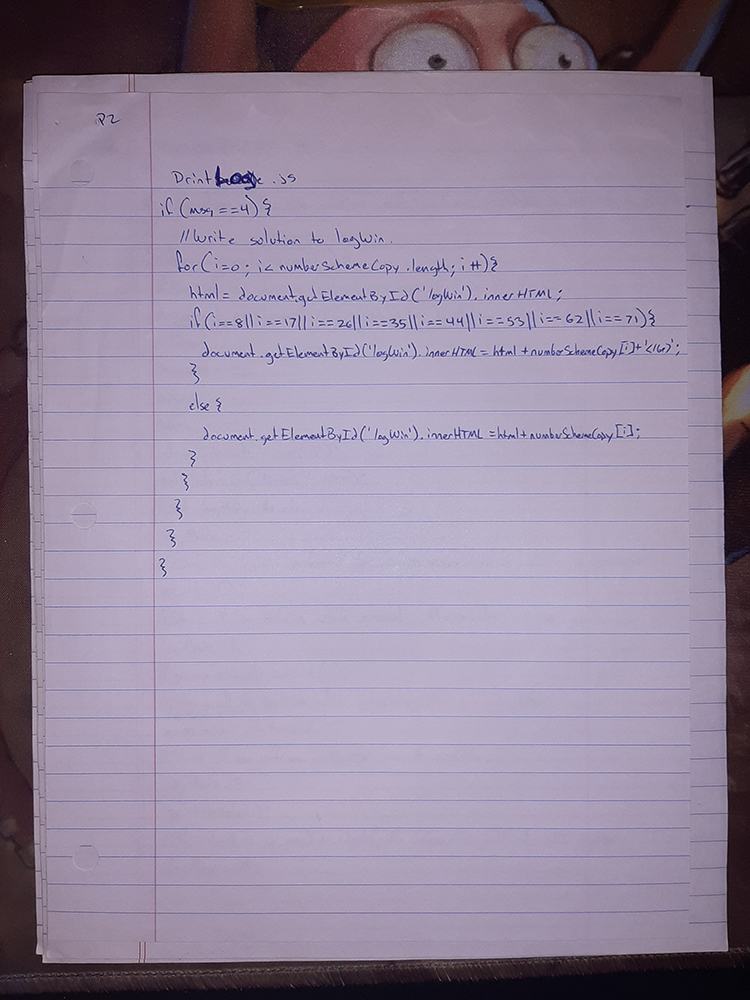 P2
PrintLog.js
if(msg==4){
//Write solution to logWin.
for(i=0; i<numberSchemeCopy.length; i++){
html=document.getElementById('logWin').innerHTML;
if(i==8||i==17||i==26||i==35||i==44||i==53||i==62||i==71){
document.getElementById('logWin').innerHTML=html+numberSchemeCopy[i]+'<br>';
}
else{
document.getElementById('logWin').innerHTML=html+numberSchemeCopy[i];
}
}
}
}
}